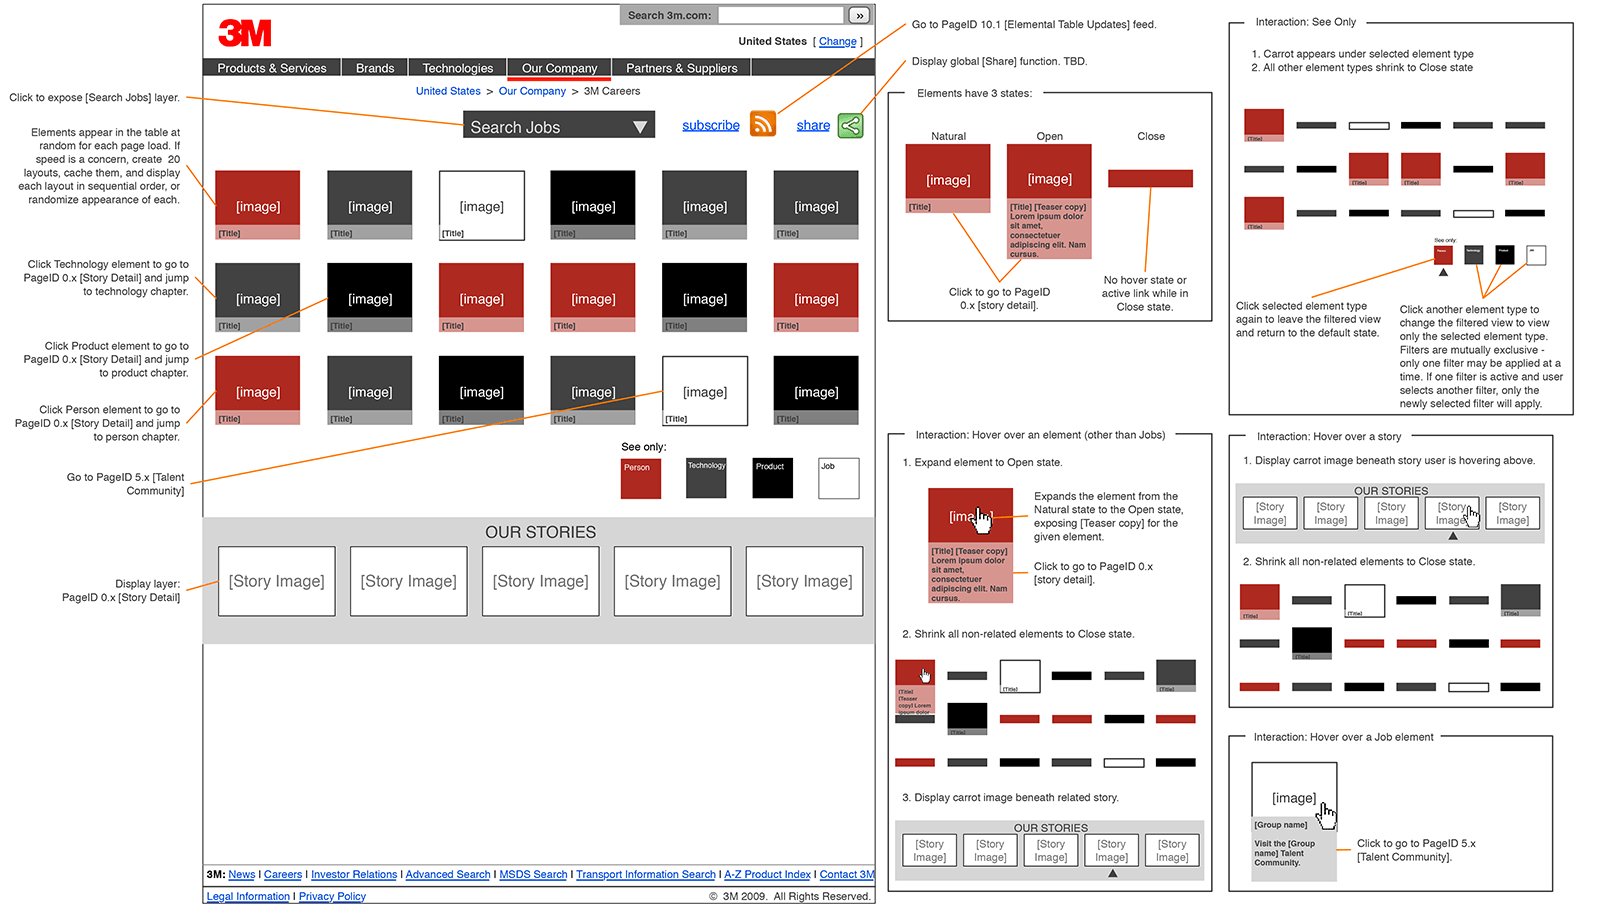 Search 3m.com:
»
3M
United States [ Change ]
Products & Services
Brands
Technologies
Our Company
Partners & Suppliers
United States > Our Company > 3M Careers
Search Jobs
subscribe
share
Click to expose [Search Jobs] layer.
Elements appear in the table at
random for each page load. If
speed is a concern, create 20
layouts, cache them, and display
each layout in sequential order, or
randomize appearance of each.
Click Technology element to go to
PageID 0.x [Story Detail] and jump
to technology chapter.
Click Product element to go to
PageID 0.x [Story Detail] and jump
to product chapter.
Click Person element to go to
PageID 0.x [Story Detail] and jump
to person chapter.
Go to PageID 5.x [Talent
Community]
Display layer:
PageID 0.x [Story Detail]
[image] [image] [image] [image] [image] [image]
[Title] [Title] [Title] [Title] [Title] [Title]
[image] [image] [image] [image] [image] [image]
[Title] [Title] [Title] [Title] [Title] [Title]
[image] [image] [image] [image] [image] [image]
[Title] [Title] [Title] [Title] [Title] [Title]
See only:
Person
Technology
Product
Job
OUR STORIES
[Story Image] [Story Image] [Story Image] [Story Image] [Story Image]
3M: News | Careers | Investor Relations | Advanced Search | MSDS Search | Transport Information Search | A-Z Product Index | Contact 3M
Legal Information | Privacy Policy
© 3M 2009. All Rights Reserved.
Go to PageID 10.1 [Elemental Table Updates] feed.
Display global [Share] function. TBD.
Elements have 3 states:
Natural
Open
Close
[image]
[Title]
[image]
[Title] [Teaser copy]
Lorem ipsum dolor
sit amet,
consectetuer
adipiscing elit. Nam
cursus.
Click to go to PageID
0.x [story detail].
No hover state or
active link while in
Close state.
Interaction: See Only
1. Carrot appears under selected element type
2. All other element types shrink to Close state
[Title]
[Title] [Title] [Title]
[Title]
See only:
Person
Technology
Product
Job
Click selected element type
again to leave the filtered view
and return to the default state.
Click another element type to
change the filtered view to view
only the selected element type.
Filters are mutually exclusive -
only one filter may be applied at a
time. If one filter is active and user
selects another filter, only the
newly selected filter will apply.
Interaction: Hover over an element (other than Jobs)
1. Expand element to Open state.
[Title] [Teaser copy]
Lorem ipsum dolor
sit amet,
consectetuer
adipiscing elit. Nam
cursus.
Expands the element from the
Natural state to the Open state,
exposing [Teaser copy] for the
given element.
Click to go to PageID 0.x
[story detail].
2. Shrink all non-related elements to Close state.
[Title]
[Teaser
copy] Lorem
ipsum dolor
[Title]
[Title]
[Title]
3. Display carrot image beneath related story.
OUR STORIES
[Story [Story [Story [Story [Story
Image] Image] Image] Image] Image]
Interaction: Hover over a story
1. Display carrot image beneath story user is hovering above.
OUR STORIES
[Story [Story [Story [Story [Story
Image] Image] Image] Image] Image]
2. Shrink all non-related elements to Close state.
[Title]
[Title]
[Title]
[Title]
Interaction: Hover over a Job element
[image]
[Group name]
Visit the [Group
name] Talent
Community.
Click to go to PageID 5.x
[Talent Community].